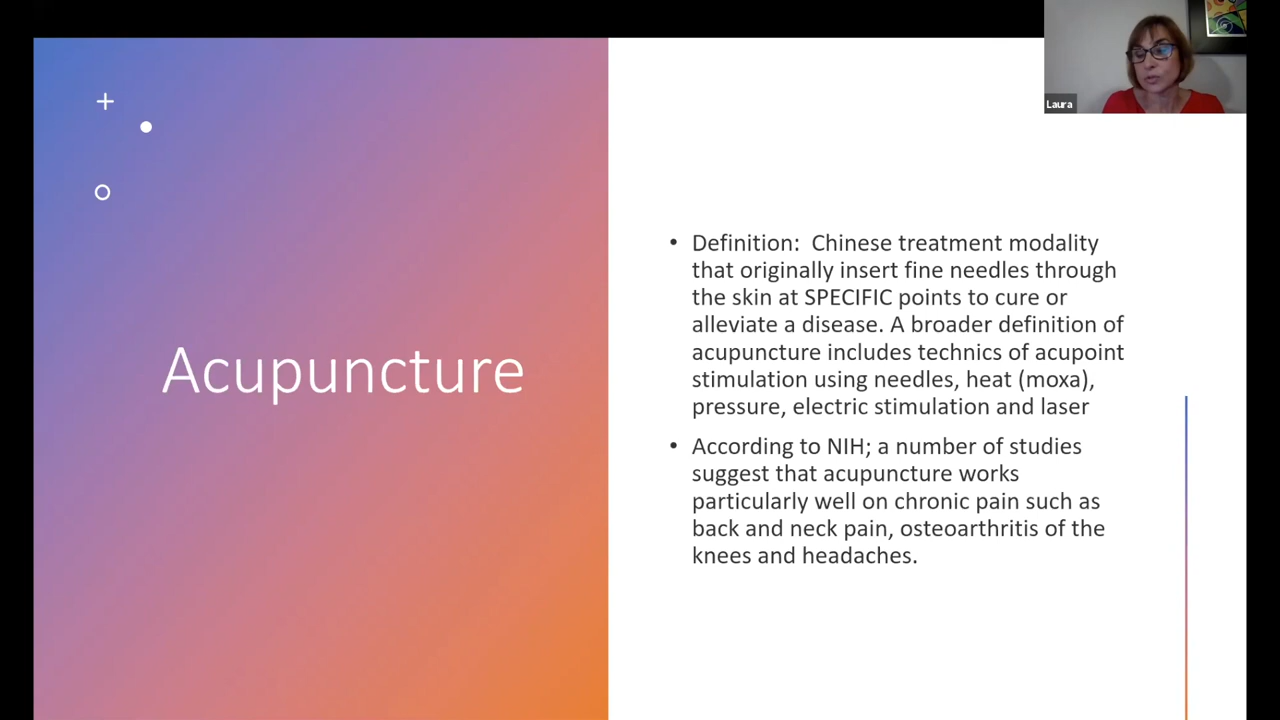 Laura
Acupuncture
• Definition:  Chinese treatment modality
that originally insert fine needles through
the skin at SPECIFIC points to cure or
alleviate a disease. A broader definition of
acupuncture includes technics of acupoint
stimulation using needles, heat (moxa),
pressure, electric stimulation and laser
• According to NIH; a number of studies
suggest that acupuncture works
particularly well on chronic pain such as
back and neck pain, osteoarthritis of the
knees and headaches.